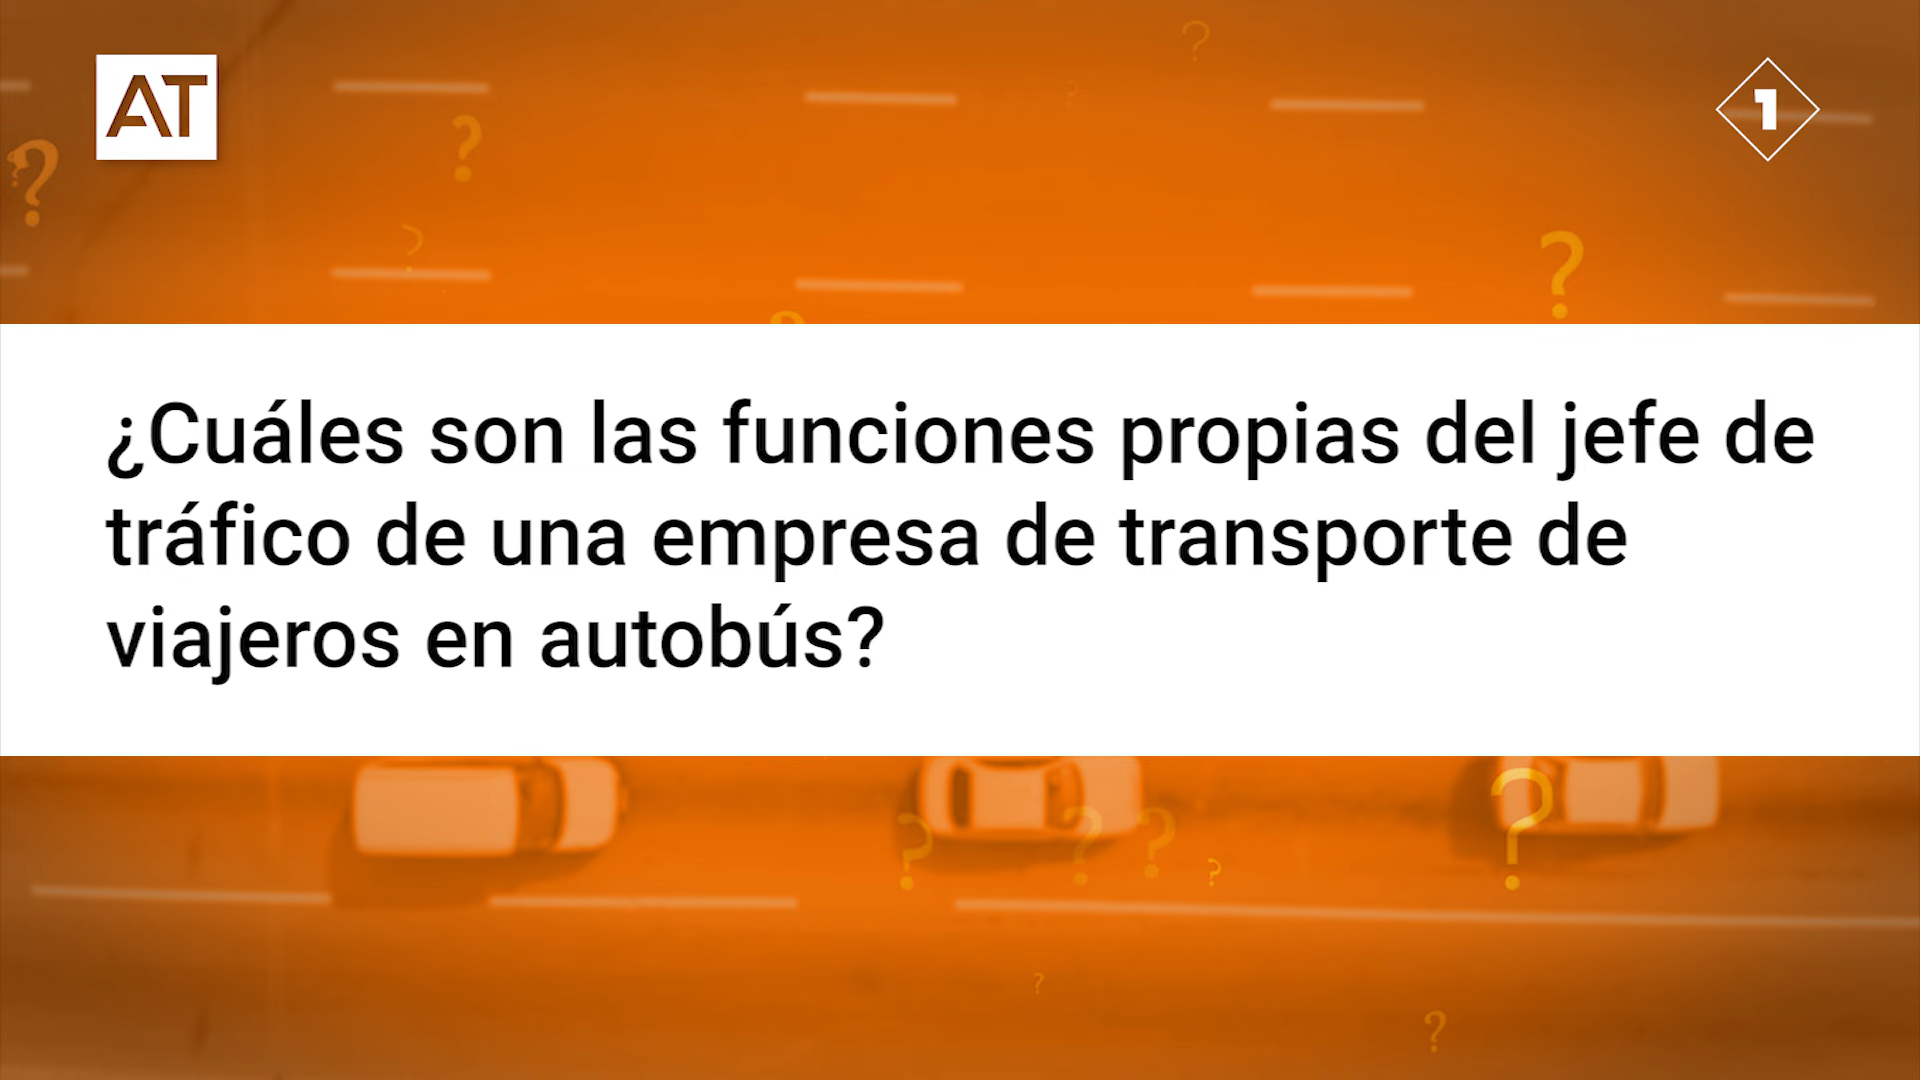 AT
1
¿Cuáles son las funciones propias del jefe de
tráfico de una empresa de transporte de
viajeros en autobús?